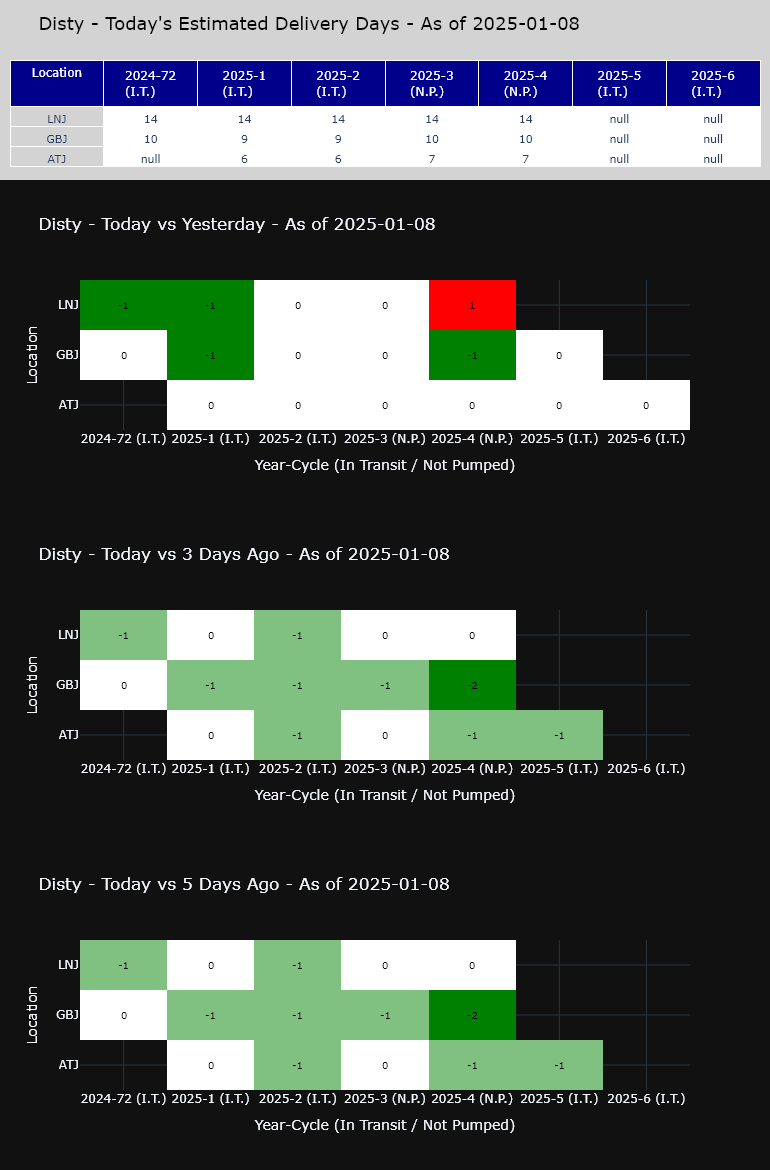 Disty - Today's Estimated Delivery Days - As of 2025-01-08
Location 2024-72 (I.T.) 2025-1 (I.T.) 2025-2 (I.T.) 2025-3 (N.P.) 2025-4 (N.P.) 2025-5 (I.T.) 2025-6 (I.T.)
LNJ 14 14 14 14 14 null null
GBJ 10 9 9 10 10 null null
ATJ null 6 6 7 7 null null
Disty - Today vs Yesterday - As of 2025-01-08
Location
LNJ -1 -1 0 0 1
GBJ 0 -1 0 0 -1 0
ATJ 0 0 0 0 0 0
2024-72 (I.T.) 2025-1 (I.T.) 2025-2 (I.T.) 2025-3 (N.P.) 2025-4 (N.P.) 2025-5 (I.T.) 2025-6 (I.T.)
Year-Cycle (In Transit / Not Pumped)
Disty - Today vs 3 Days Ago - As of 2025-01-08
Location
LNJ -1 0 -1 0 0
GBJ 0 -1 -1 -1 -2
ATJ 0 -1 0 -1 -1
2024-72 (I.T.) 2025-1 (I.T.) 2025-2 (I.T.) 2025-3 (N.P.) 2025-4 (N.P.) 2025-5 (I.T.) 2025-6 (I.T.)
Year-Cycle (In Transit / Not Pumped)
Disty - Today vs 5 Days Ago - As of 2025-01-08
Location
LNJ -1 0 -1 0 0
GBJ 0 -1 -1 -1 -2
ATJ 0 -1 0 -1 -1
2024-72 (I.T.) 2025-1 (I.T.) 2025-2 (I.T.) 2025-3 (N.P.) 2025-4 (N.P.) 2025-5 (I.T.) 2025-6 (I.T.)
Year-Cycle (In Transit / Not Pumped)